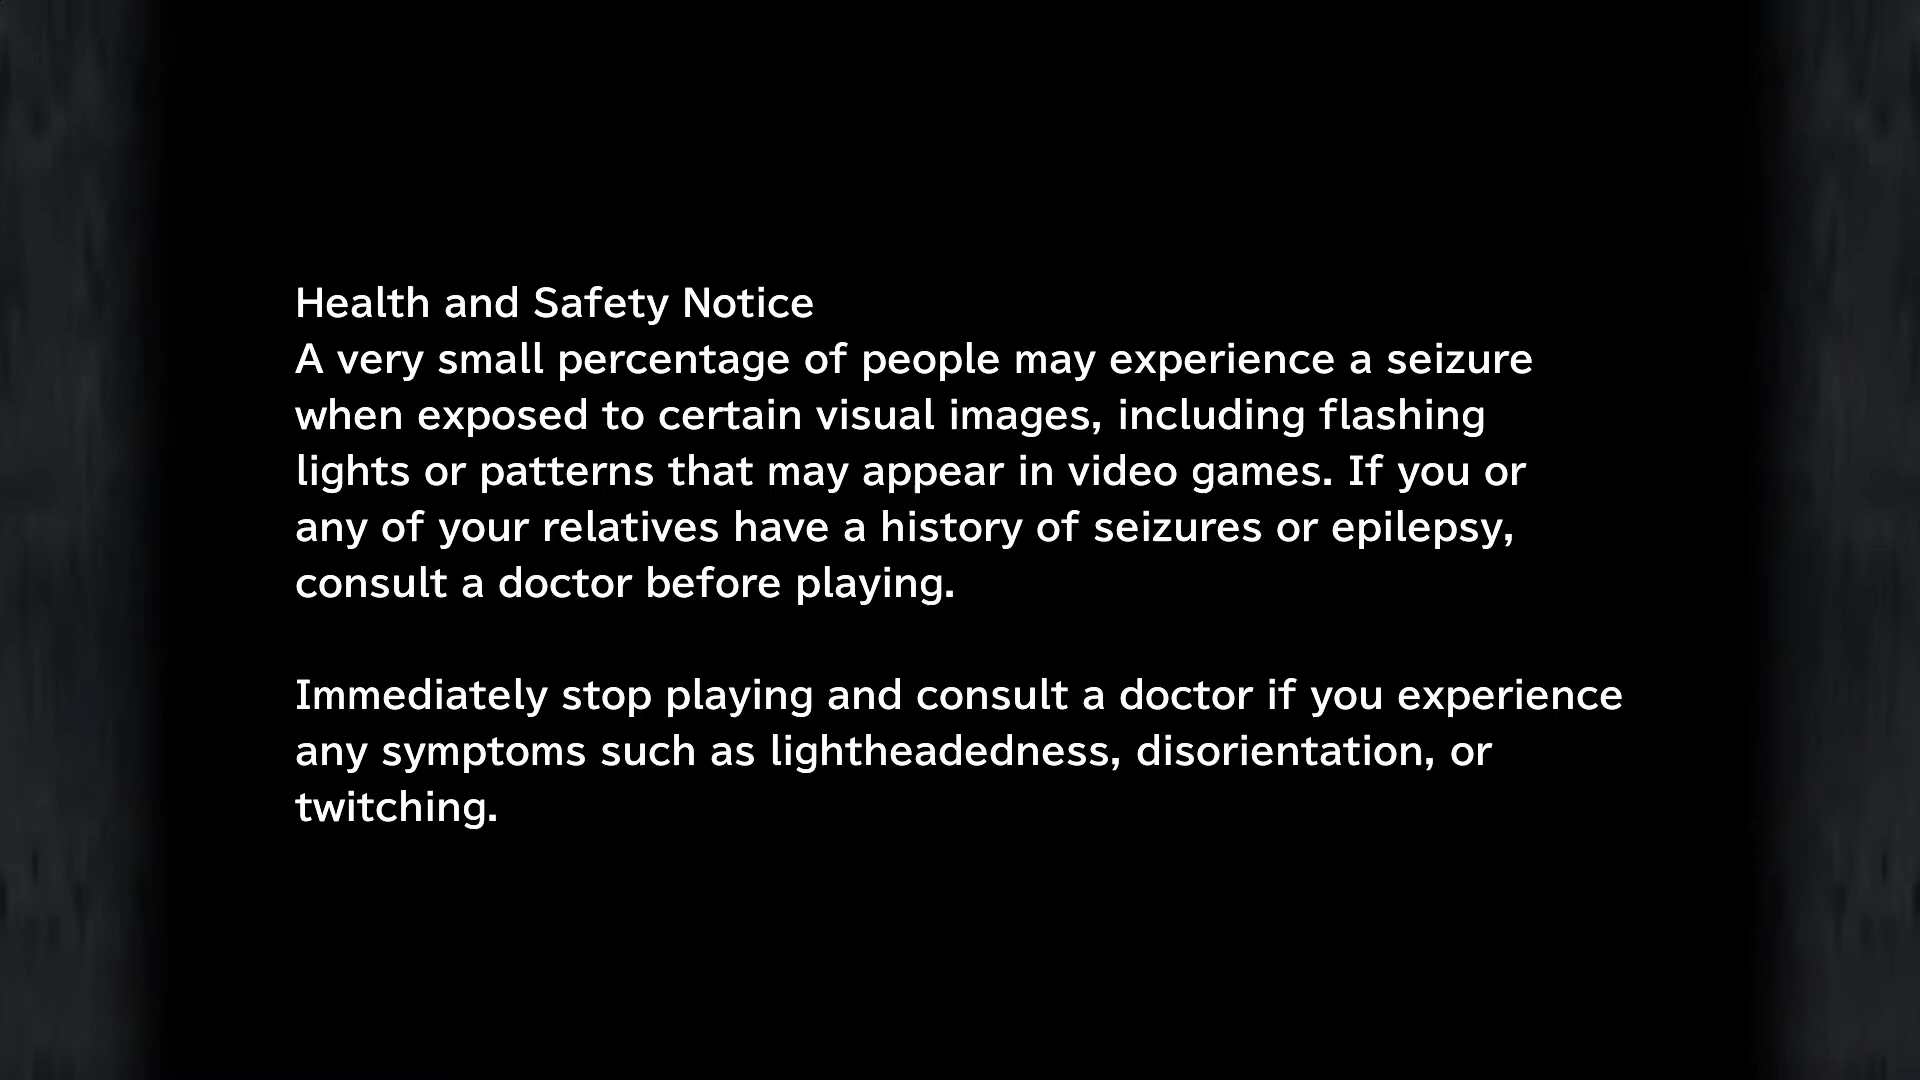 Health and Safety Notice
A very small percentage of people may experience a seizure
when exposed to certain visual images, including flashing
lights or patterns that may appear in video games. If you or
any of your relatives have a history of seizures or epilepsy,
consult a doctor before playing.
Immediately stop playing and consult a doctor if you experience
any symptoms such as lightheadedness, disorientation, or
twitching.